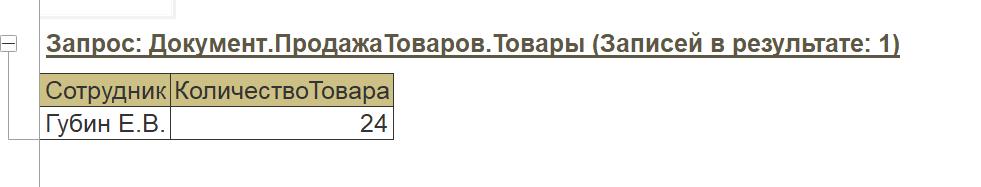 Запрос: Документ.ПродажаТоваров.Товары (Записей в результате: 1)
Сотрудник КоличествоТовара
Губин Е.В. 24